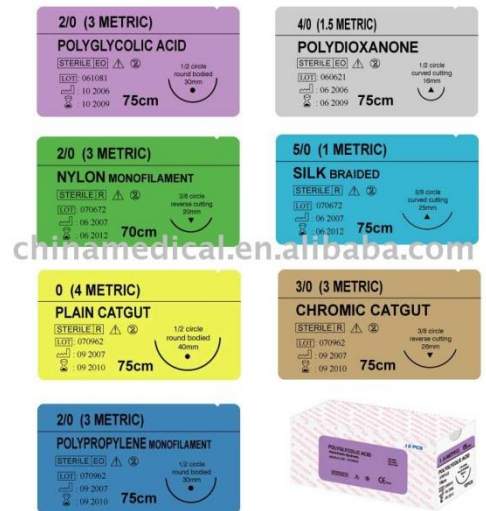 2/0 (3 METRIC)
POLYGLYCOLIC ACID
STERILE EO
1/2 circle
round bodied
30mm
LOT: 061081
: 10 2006
: 10 2009
75cm
4/0 (1.5 METRIC)
POLYDIOXANONE
STERILE EO
1/2 circle
curved cutting
16mm
LOT: 060621
: 06 2006
: 06 2009
75cm
2/0 (3 METRIC)
NYLON MONOFILAMENT
STERILE R
3/8 circle
reverse cutting
20mm
LOT: 070672
: 06 2007
: 06 2012
70cm
5/0 (1 METRIC)
SILK BRAIDED
STERILE R
3/8 circle
curved cutting
25mm
LOT: 070672
: 06 2007
: 06 2012
75cm
chinamedical.en.alibaba.com
0 (4 METRIC)
PLAIN CATGUT
STERILE R
1/2 circle
round bodied
40mm
LOT: 070962
: 09 2007
: 09 2010
75cm
3/0 (3 METRIC)
CHROMIC CATGUT
STERILE R
3/8 circle
reverse cutting
26mm
LOT: 070962
: 09 2007
: 09 2010
75cm
2/0 (3 METRIC)
POLYPROPYLENE MONOFILAMENT
STERILE EO
1/2 circle
round bodied
30mm
LOT: 070962
: 09 2007
: 09 2010
75cm
POLYGLYCOLIC ACID
12 PCS
CE